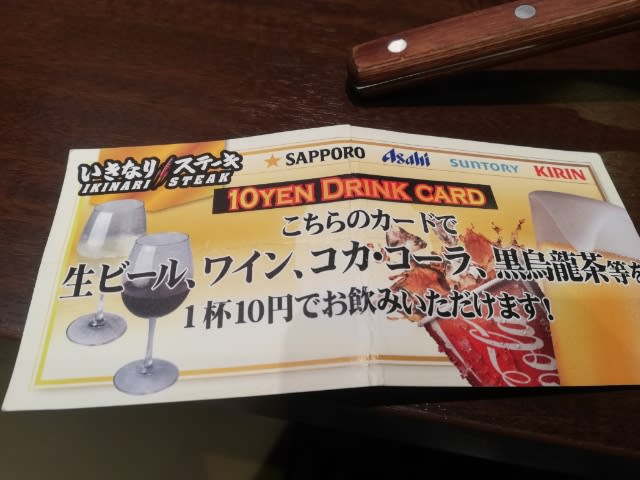 いきなり ステーキ
IKINARI STEAK
SAPPORO Asahi SUNTORY KIRIN
10YEN DRINK CARD
こちらのカードで
生ビール、ワイン、コカ・コーラ、黒烏龍茶等を
1杯10円でお飲みいただけます!